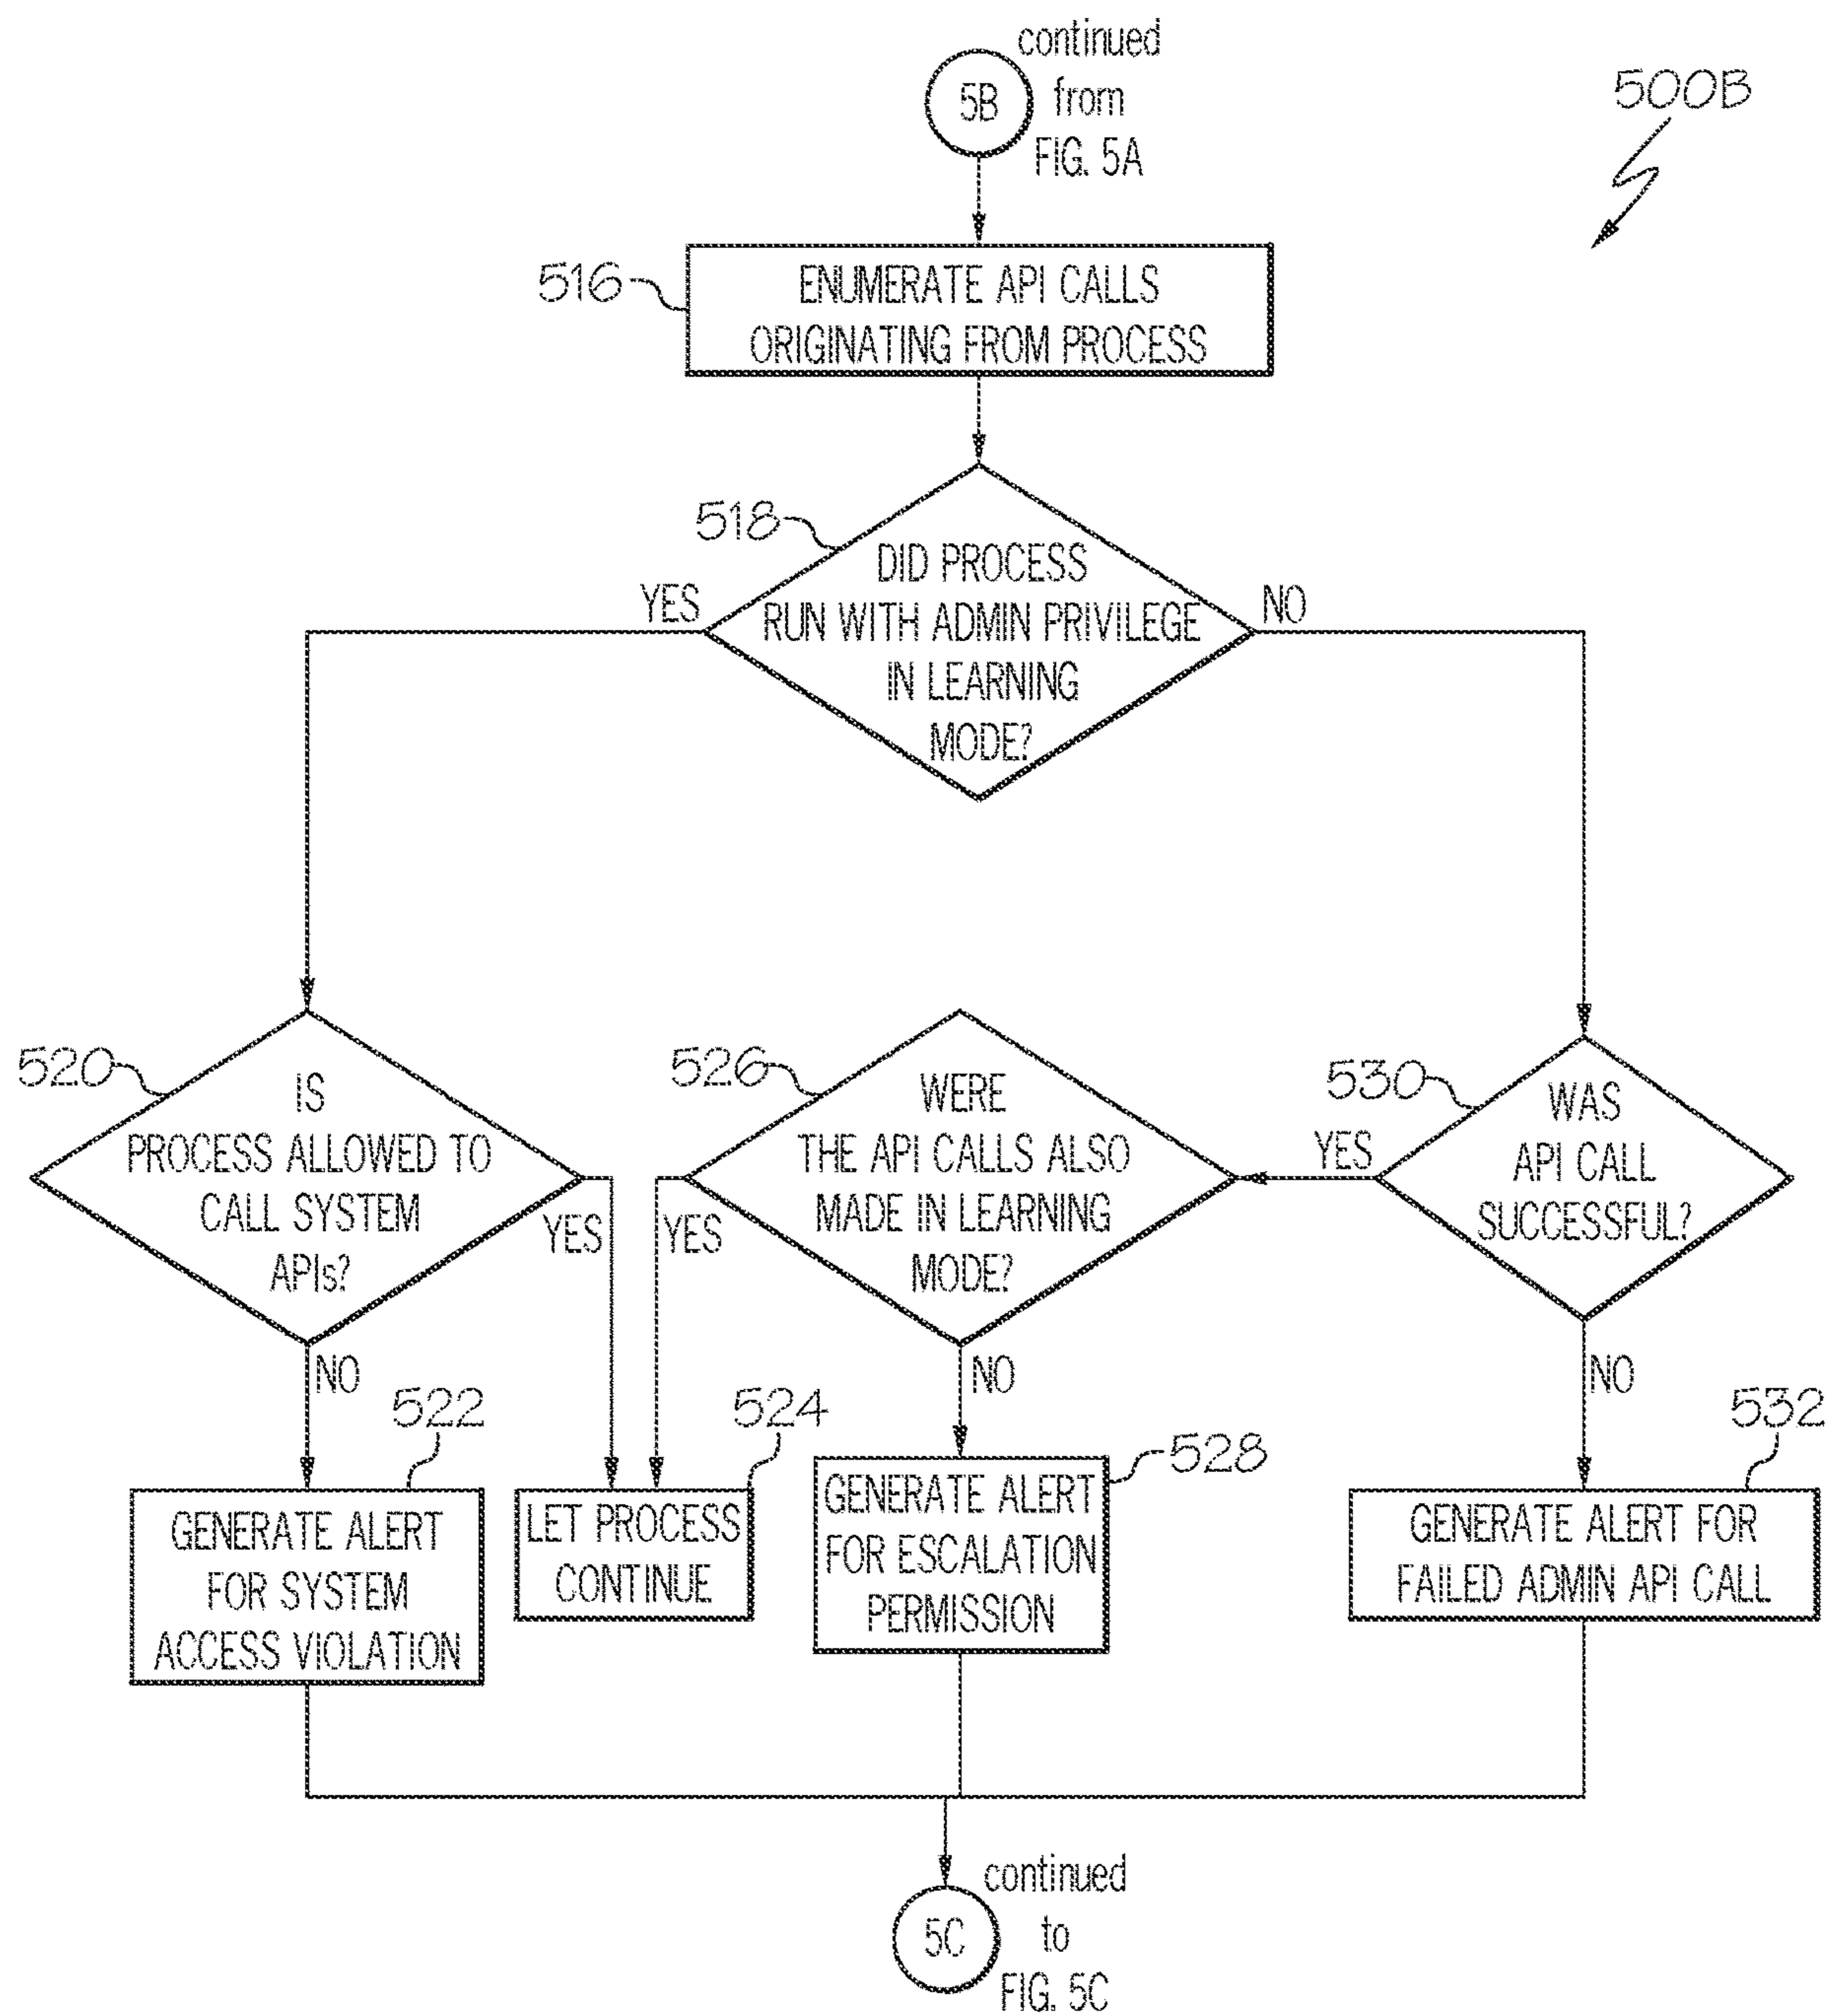 continued
from
FIG. 5A
5B
500B
516
ENUMERATE API CALLS
ORIGINATING FROM PROCESS
518
DID PROCESS
RUN WITH ADMIN PRIVILEGE
IN LEARNING
MODE?
YES
NO
520
IS
PROCESS ALLOWED TO
CALL SYSTEM
APIs?
YES
NO
526
WERE
THE API CALLS ALSO
MADE IN LEARNING
MODE?
YES
NO
530
WAS
API CALL
SUCCESSFUL?
YES
NO
522
GENERATE ALERT
FOR SYSTEM
ACCESS VIOLATION
524
LET PROCESS
CONTINUE
528
GENERATE ALERT
FOR ESCALATION
PERMISSION
532
GENERATE ALERT FOR
FAILED ADMIN API CALL
5C
continued
to
FIG. 5C